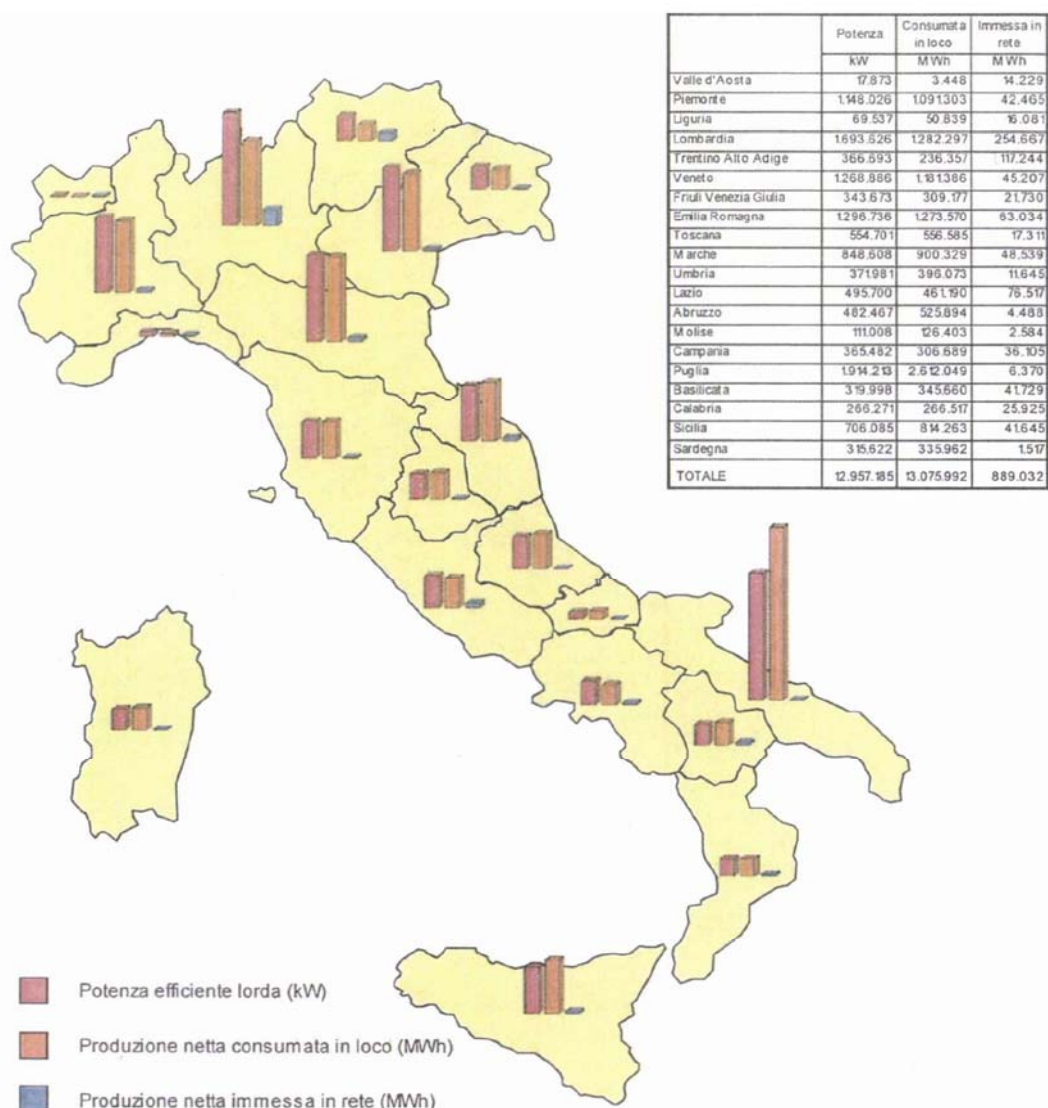 Potenza Consumata in loco Immessa in rete
kW MWh MWh
Valle d'Aosta 17.873 3.448 14.229
Piemonte 1.148.026 1.091.303 42.465
Liguria 69.537 50.839 16.081
Lombardia 1.693.626 1.282.297 254.667
Trentino Alto Adige 366.693 236.357 117.244
Veneto 1.268.886 1.181.386 45.207
Friuli Venezia Giulia 343.673 309.177 21.730
Emilia Romagna 1.296.736 1.273.570 63.034
Toscana 554.701 556.585 17.311
Marche 848.608 900.329 48.539
Umbria 371.981 396.073 11.645
Lazio 495.700 461.190 76.517
Abruzzo 482.467 525.894 4.488
Molise 111.008 126.403 2.584
Campania 365.482 306.689 36.105
Puglia 1.914.213 2.612.049 6.370
Basilicata 319.998 345.660 41.729
Calabria 266.271 266.517 25.925
Sicilia 706.085 814.263 41.645
Sardegna 315.622 335.962 1.517
TOTALE 12.957.185 13.075.992 889.032
Potenza efficiente lorda (kW)
Produzione netta consumata in loco (MWh)
Produzione netta immessa in rete (MWh)